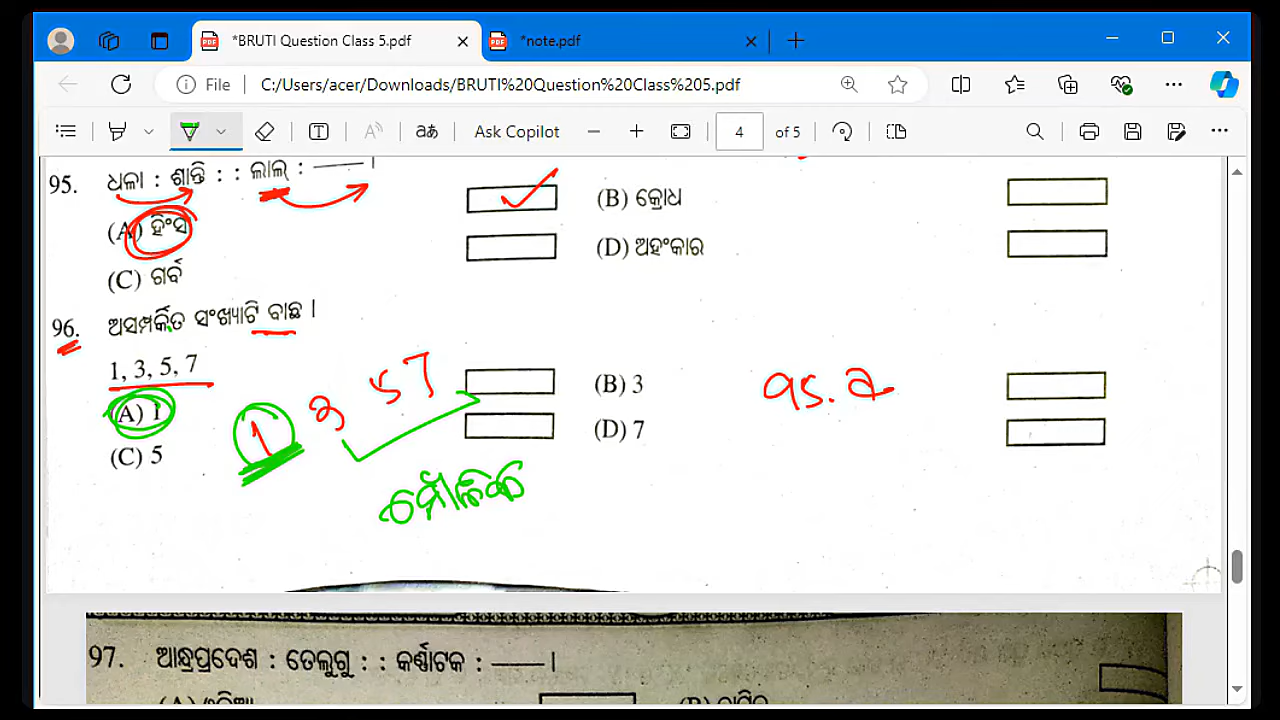 *BRUTI Question Class 5.pdf
*note.pdf
File
C:/Users/acer/Downloads/BRUTI%20Question%20Class%205.pdf
Ask Copilot
4 of 5
95. ଧଳା : ଶାନ୍ତି : : ଲାଲ୍ : —— ।
(A) ହିଂସା
(B) କ୍ରୋଧ
(C) ଗର୍ବ
(D) ଅହଂକାର
96. ଅସମ୍ପର୍କିତ ସଂଖ୍ୟାଟି ବାଛ ।
1, 3, 5, 7
(A) 1
(B) 3
(C) 5
(D) 7
1 3 5 7
ମୌଳିକ
97. ଆନ୍ଧ୍ରପ୍ରଦେଶ : ତେଲୁଗୁ : : କର୍ଣ୍ଣାଟକ : —— ।